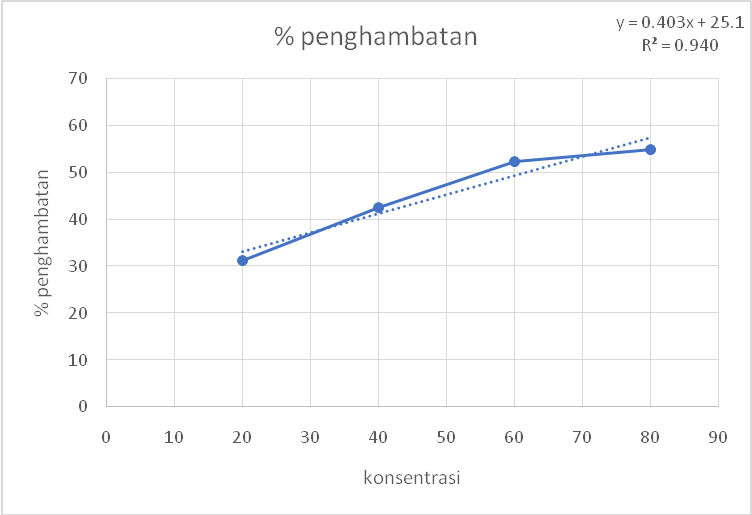 % penghambatan
y = 0.403x + 25.1
R² = 0.940
% penghambatan
70
60
50
40
30
20
10
0
0 10 20 30 40 50 60 70 80 90
konsentrasi